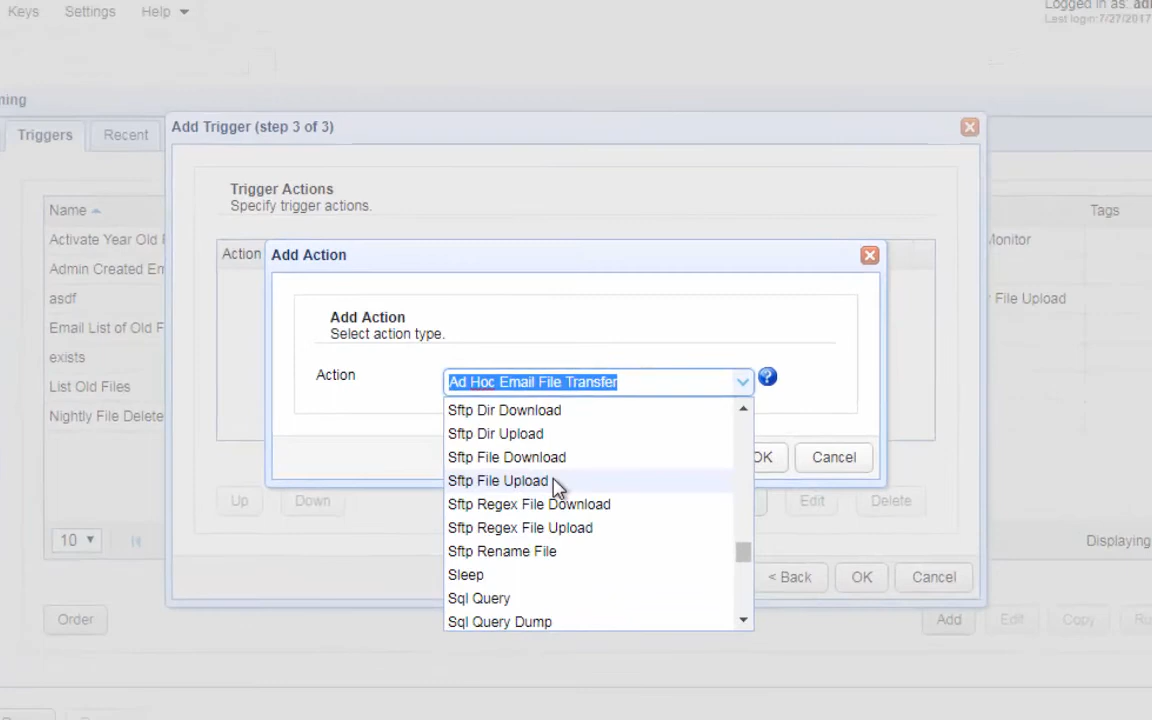 Keys Settings Help Logged in as: adi
Last login:7/27/2017
ning
Triggers Recent Add Trigger (step 3 of 3)
Trigger Actions
Specify trigger actions.
Name Tags
Action
Add Action
Activate Year Old Monitor
Admin Created Em
asdf File Upload
Add Action
Select action type.
Email List of Old F
exists
Action Ad Hoc Email File Transfer
List Old Files
Nightly File Delete
Sftp Dir Download
Sftp Dir Upload
Sftp File Download
OK Cancel
Sftp File Upload
Sftp Regex File Download
Up Down Edit Delete
Sftp Regex File Upload
10 Displaying
Sftp Rename File
Sleep
< Back OK Cancel
Sql Query
Sql Query Dump
Order Add Edit Copy Ru